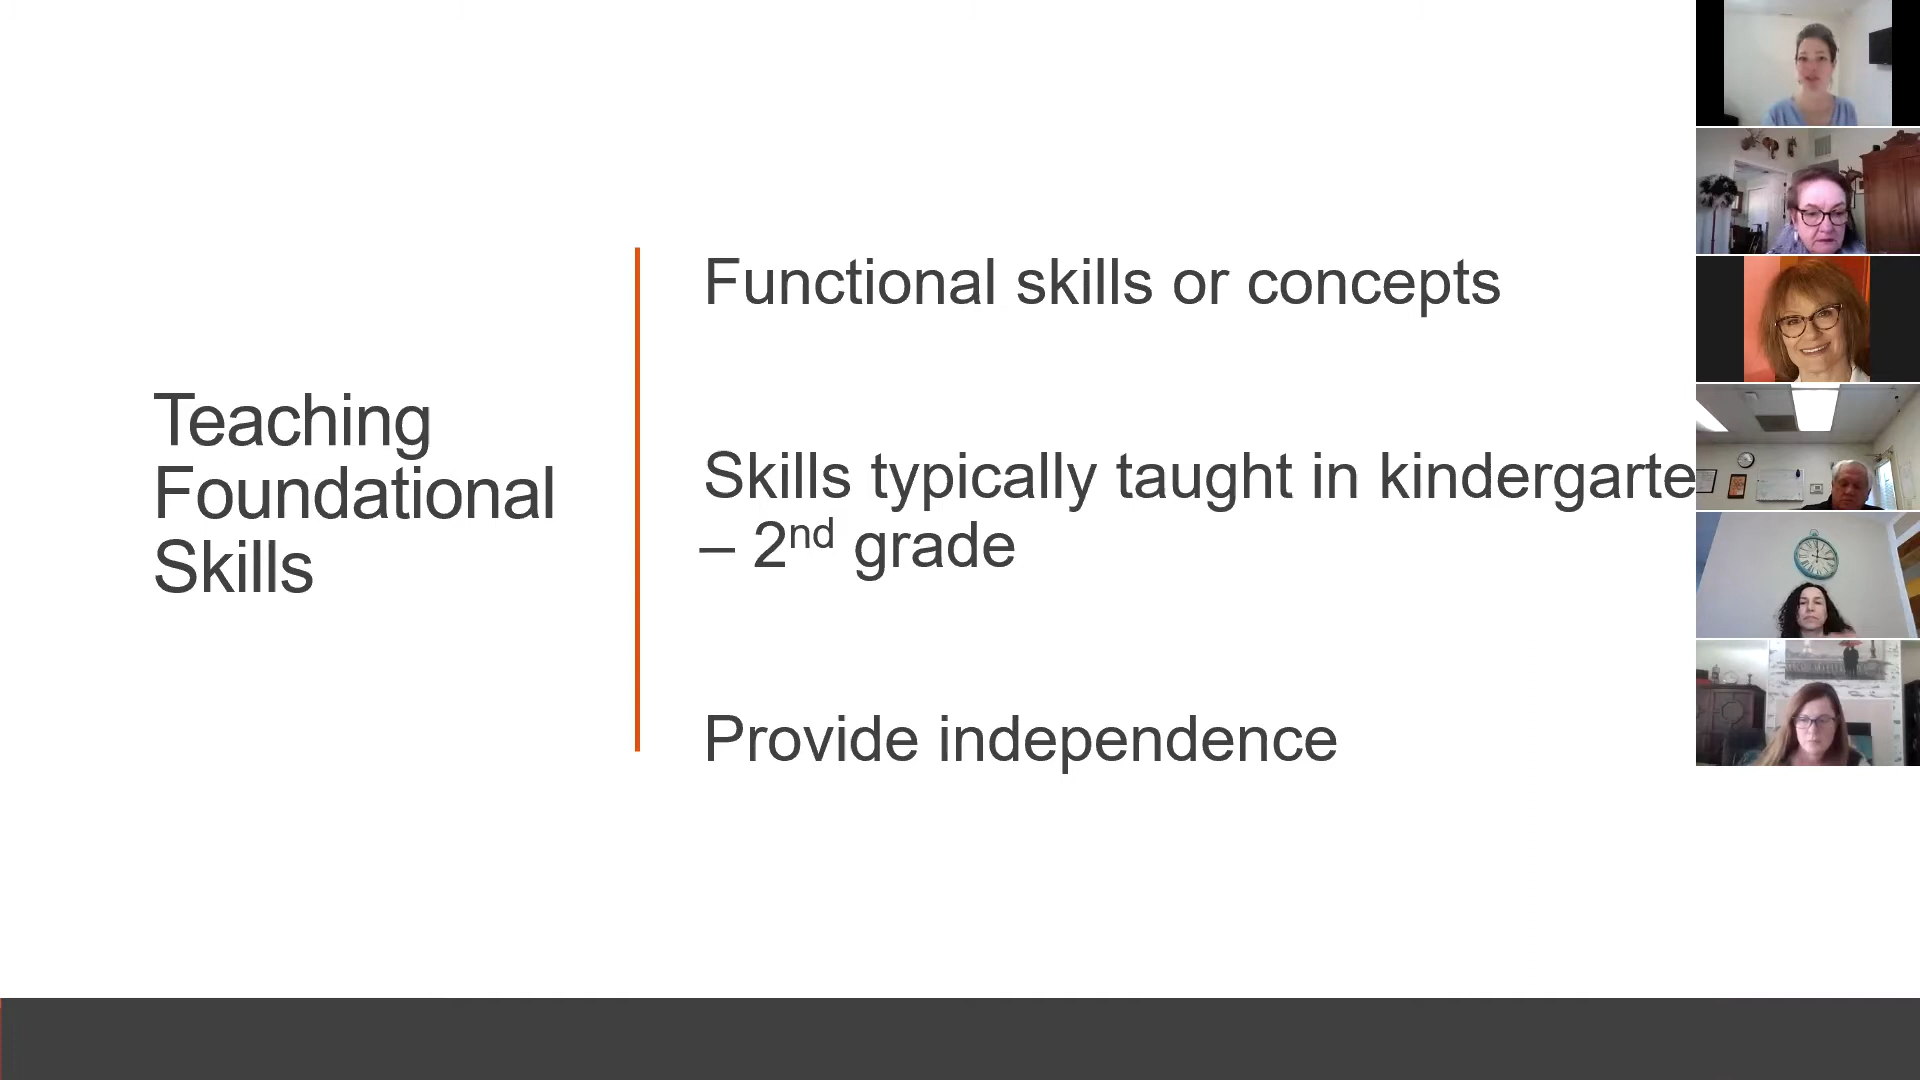 Teaching
Foundational
Skills
Functional skills or concepts
Skills typically taught in kindergarte
– 2nd grade
Provide independence